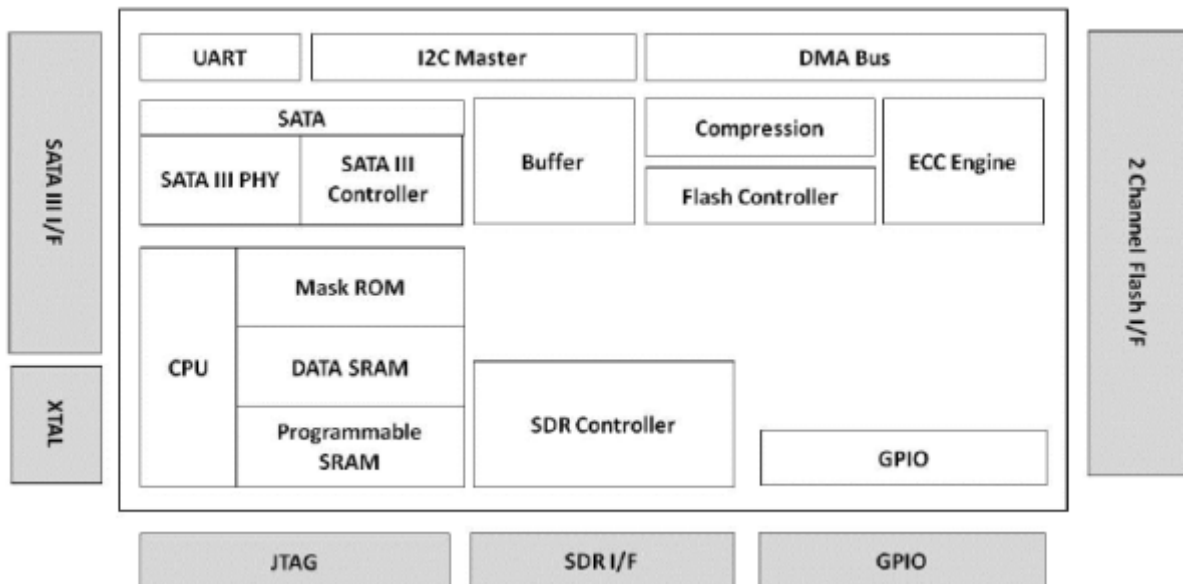 UART
I2C Master
DMA Bus
SATA III I/F
SATA
SATA III PHY
SATA III
Controller
Buffer
Compression
Flash Controller
ECC Engine
2 Channel Flash I/F
CPU
Mask ROM
DATA SRAM
Programmable
SRAM
SDR Controller
GPIO
XTAL
JTAG
SDR I/F
GPIO